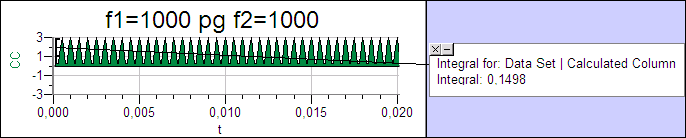 f1=1000 pg f2=1000
CC
3
1
-1
-3
0,000
0,005
0,010
0,015
0,020
t
Integral for: Data Set | Calculated Column
Integral: 0,1498